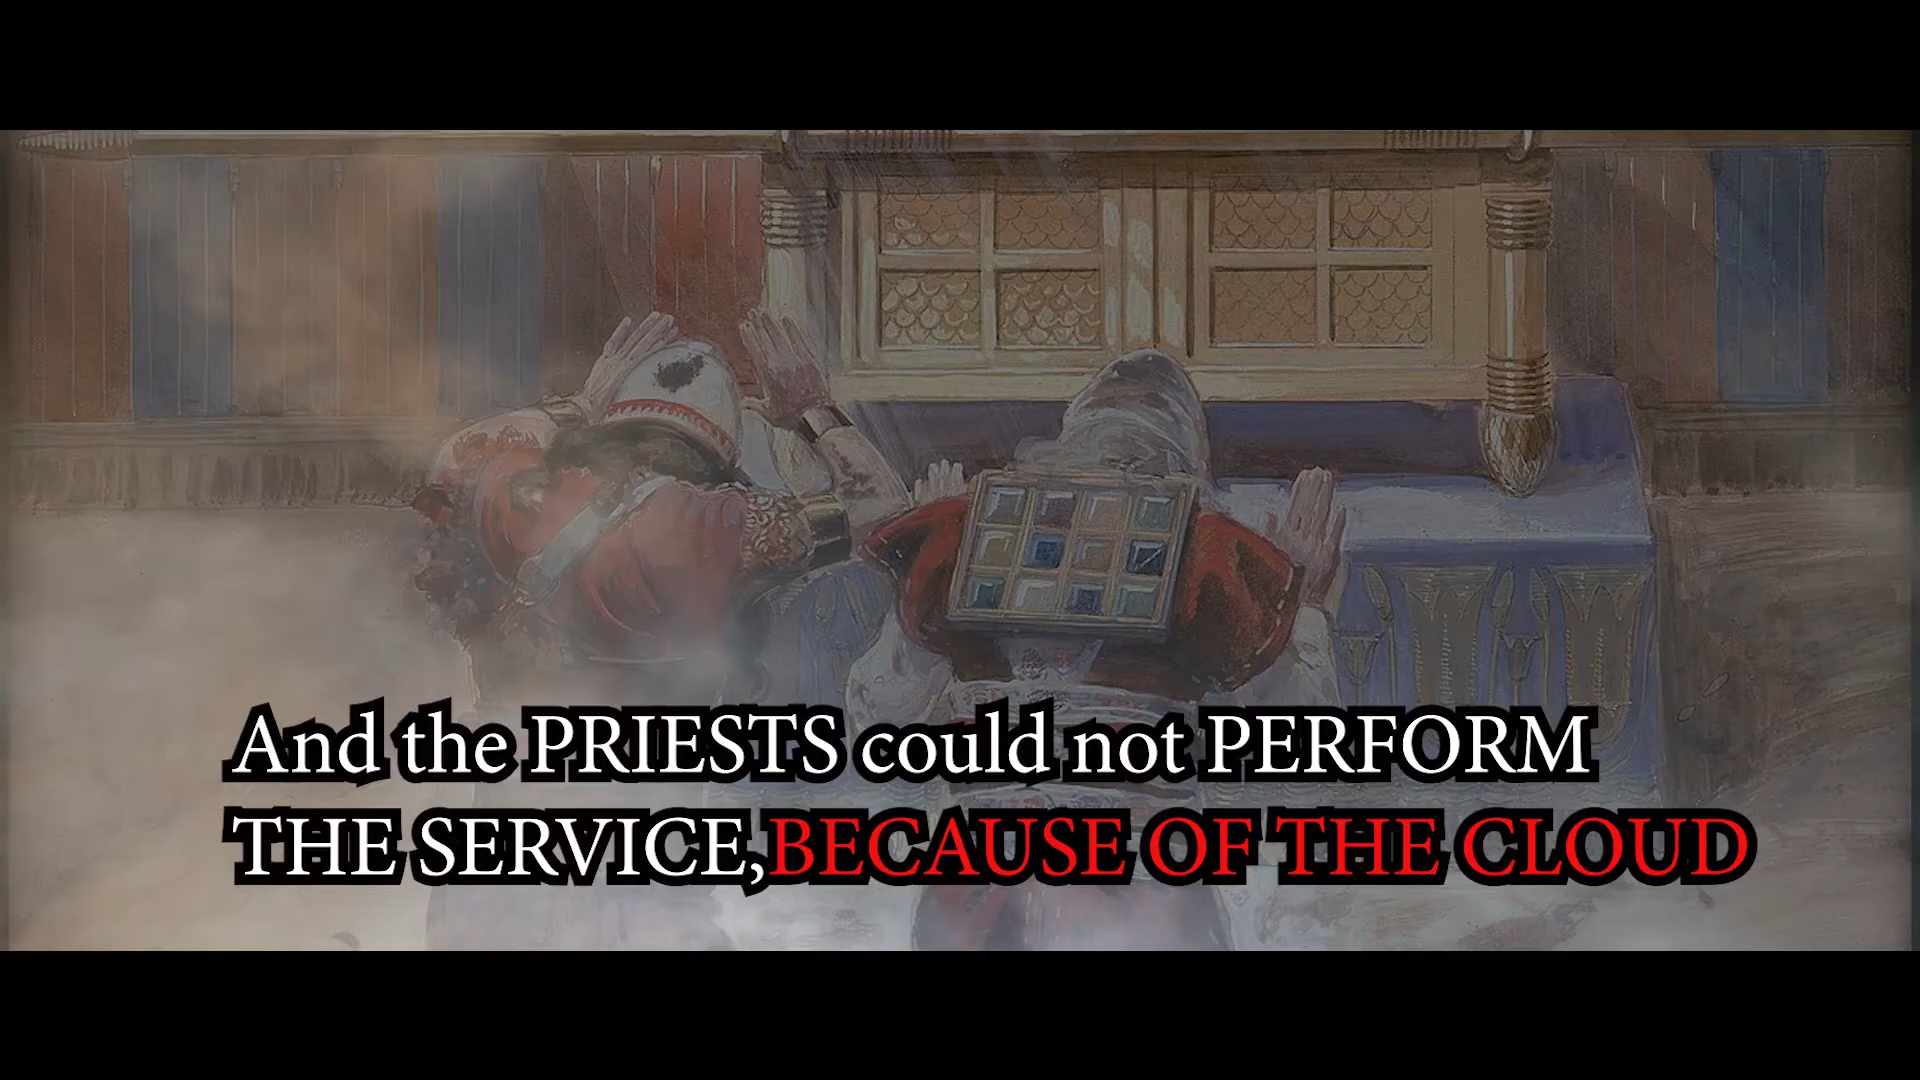 And the PRIESTS could not PERFORM
THE SERVICE,BECAUSE OF THE CLOUD